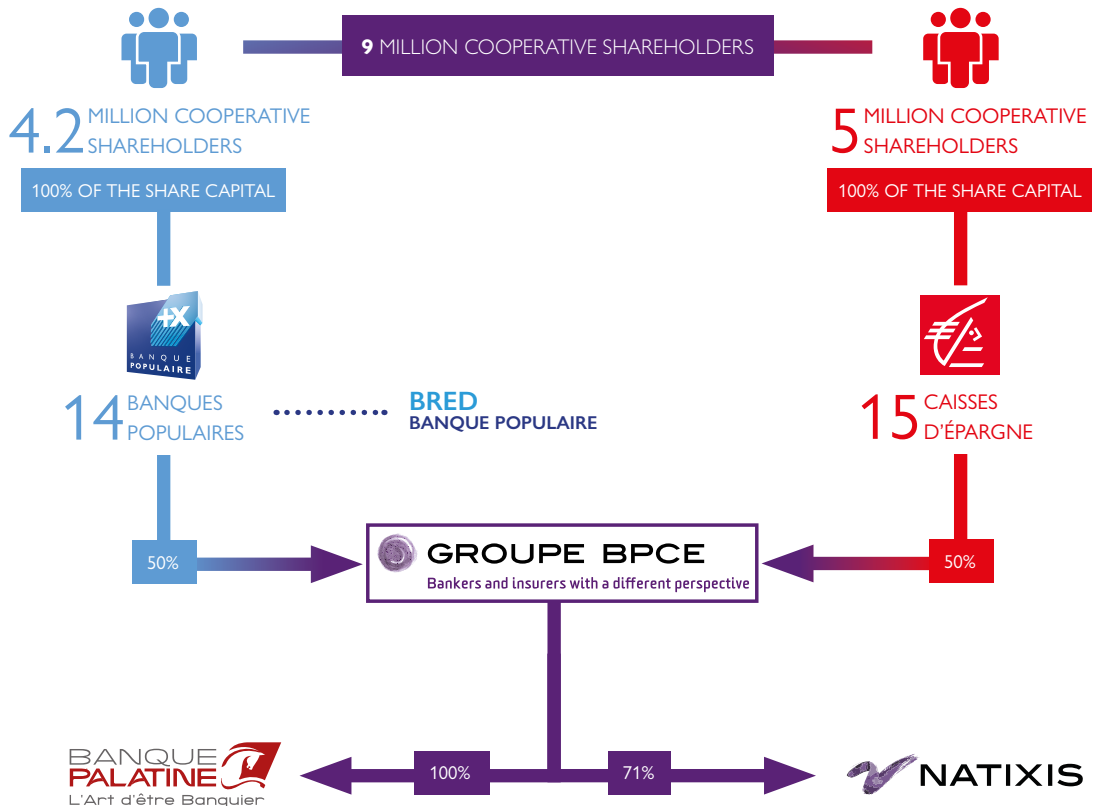 9 MILLION COOPERATIVE SHAREHOLDERS
4.2 MILLION COOPERATIVE
SHAREHOLDERS
5 MILLION COOPERATIVE
SHAREHOLDERS
100% OF THE SHARE CAPITAL
100% OF THE SHARE CAPITAL
+X
BANQUE
POPULAIRE
14 BANQUES
POPULAIRES
BRED
BANQUE POPULAIRE
15 CAISSES
D'ÉPARGNE
50%
GROUPE BPCE
Bankers and insurers with a different perspective
50%
BANQUE
PALATINE
L'Art d'être Banquier
100%
71%
NATIXIS